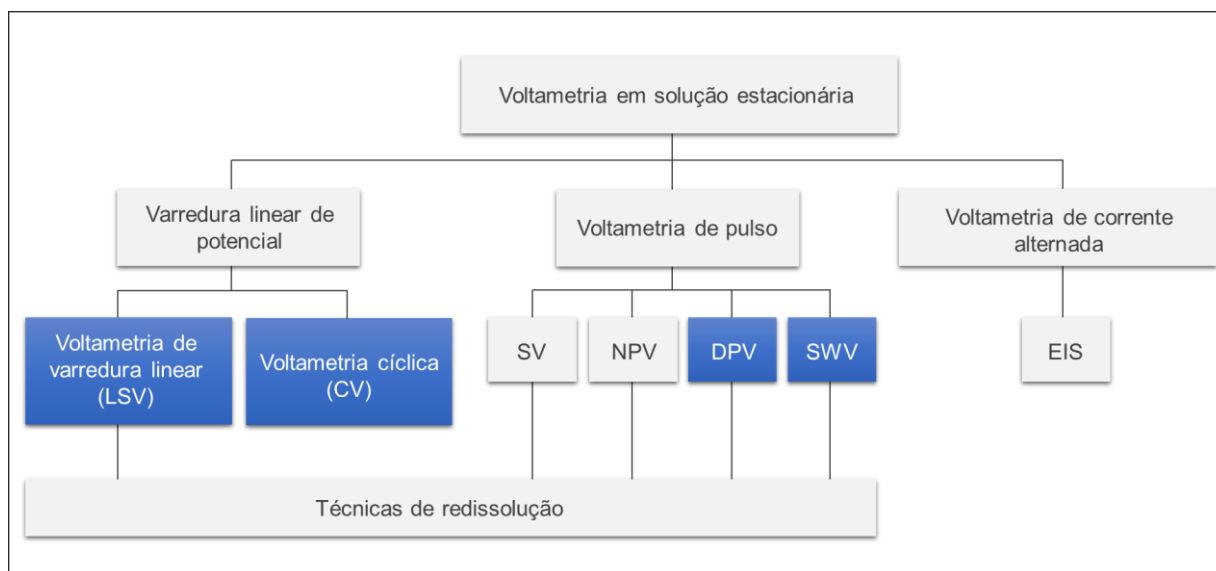 Voltametria em solução estacionária
Varredura linear de
potencial
Voltametria de pulso
Voltametria de corrente
alternada
Voltametria de
varredura linear
(LSV)
Voltametria cíclica
(CV)
SV
NPV
DPV
SWV
EIS
Técnicas de redissolução